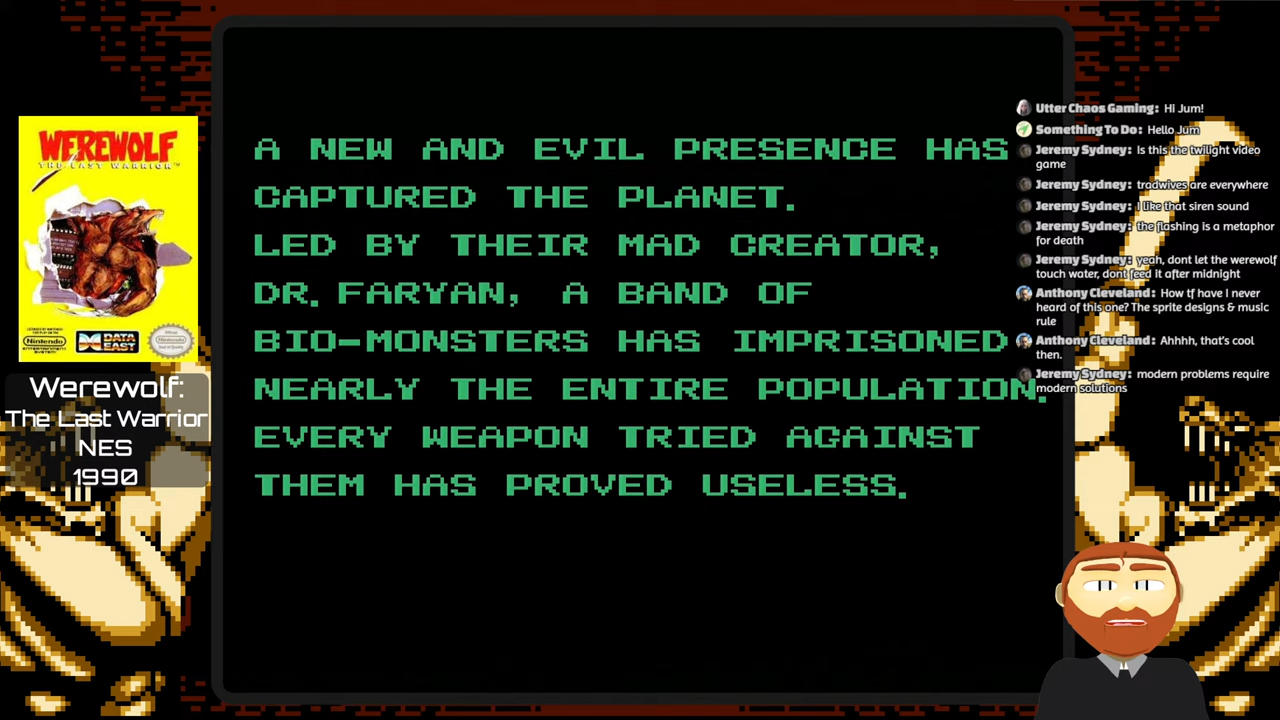 WEREWOLF
THE LAST WARRIOR™
Nintendo
ENTERTAINMENT
SYSTEM
DATA
EAST
Nintendo
Werewolf:
The Last Warrior
NES
1990
A NEW AND EVIL PRESENCE HAS
CAPTURED THE PLANET.
LED BY THEIR MAD CREATOR,
DR. FARYAN, A BAND OF
BIO-MONSTERS HAS IMPRISONED
NEARLY THE ENTIRE POPULATION.
EVERY WEAPON TRIED AGAINST
THEM HAS PROVED USELESS.
Utter Chaos Gaming: Hi Jum!
Something To Do: Hello Jum
Jeremy Sydney: Is this the twilight video
game
Jeremy Sydney: tradwives are everywhere
Jeremy Sydney: I like that siren sound
Jeremy Sydney: the flashing is a metaphor
for death
Jeremy Sydney: yeah, dont let the werewolf
touch water, dont feed it after midnight
Anthony Cleveland: How tf have I never
heard of this one? The sprite designs & music
rule
Anthony Cleveland: Ahhhh, that's cool
then.
Jeremy Sydney: modern problems require
modern solutions